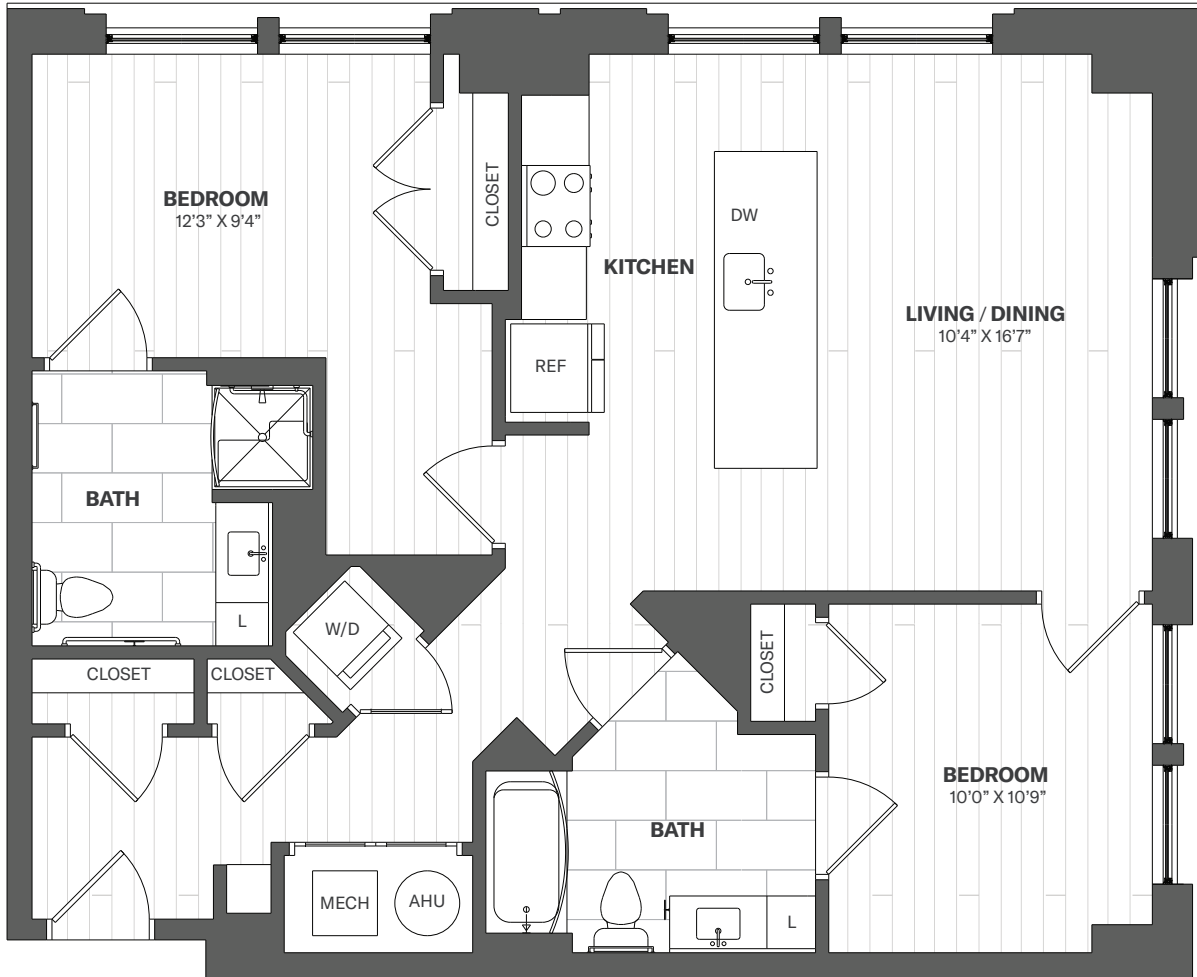 BEDROOM
12’3” X 9’4”
CLOSET
DW
KITCHEN
LIVING / DINING
10’4” X 16’7”
REF
BATH
L
W/D
CLOSET
CLOSET
CLOSET
BEDROOM
10’0” X 10’9”
BATH
MECH
AHU
L